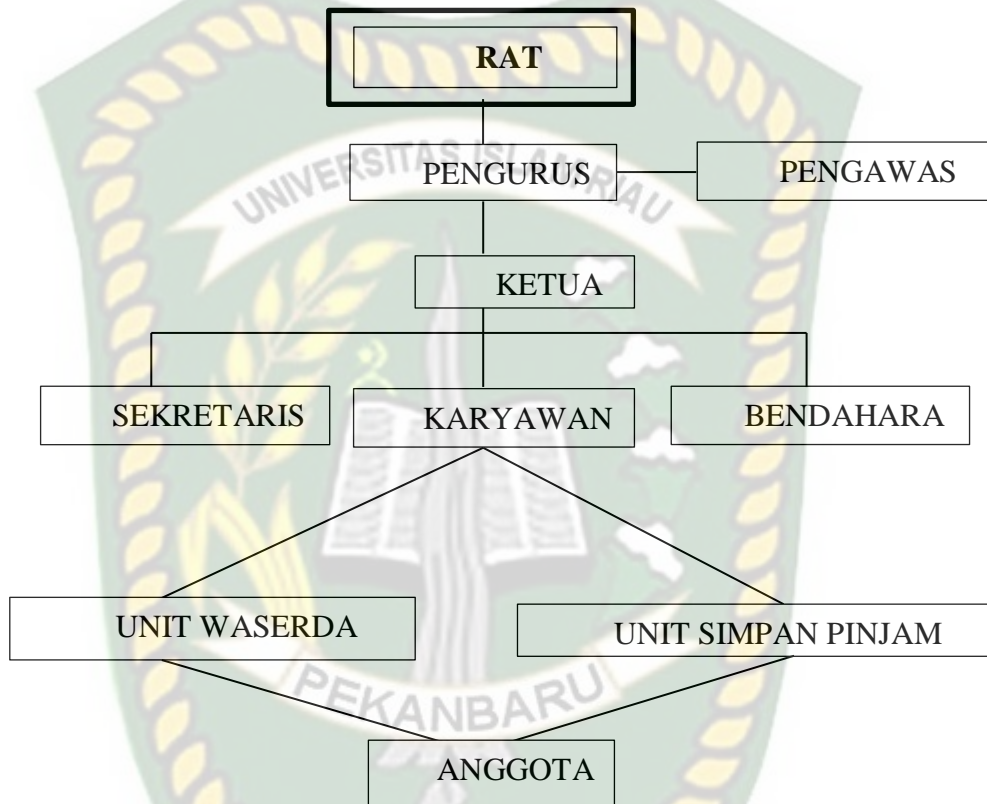 RAT
UNIVERSITAS ISLAM RIAU
PENGURUS
PENGAWAS
KETUA
SEKRETARIS
KARYAWAN
BENDAHARA
UNIT WASERDA
UNIT SIMPAN PINJAM
PEKANBARU
ANGGOTA